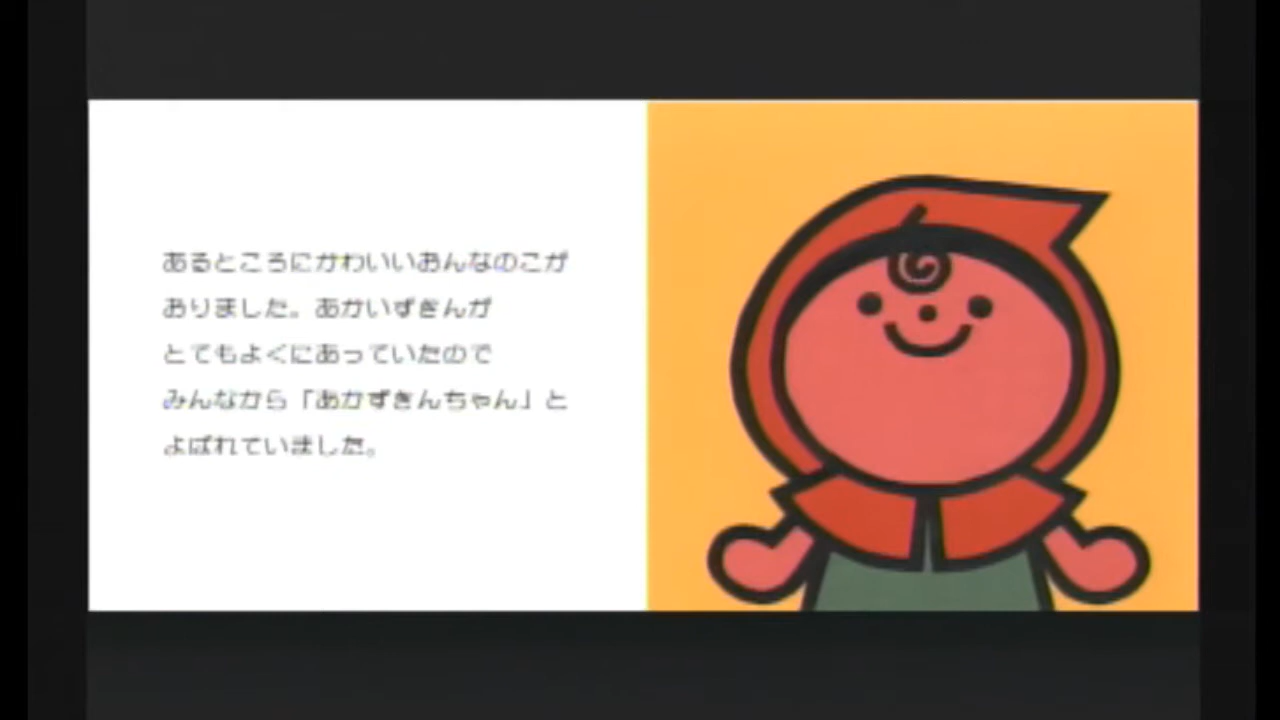 あるところにかわいいおんなのこが
おりました。あかいずきんが
とてもよくにあっていたので
みんなから「あかずきんちゃん」と
よばれていました。